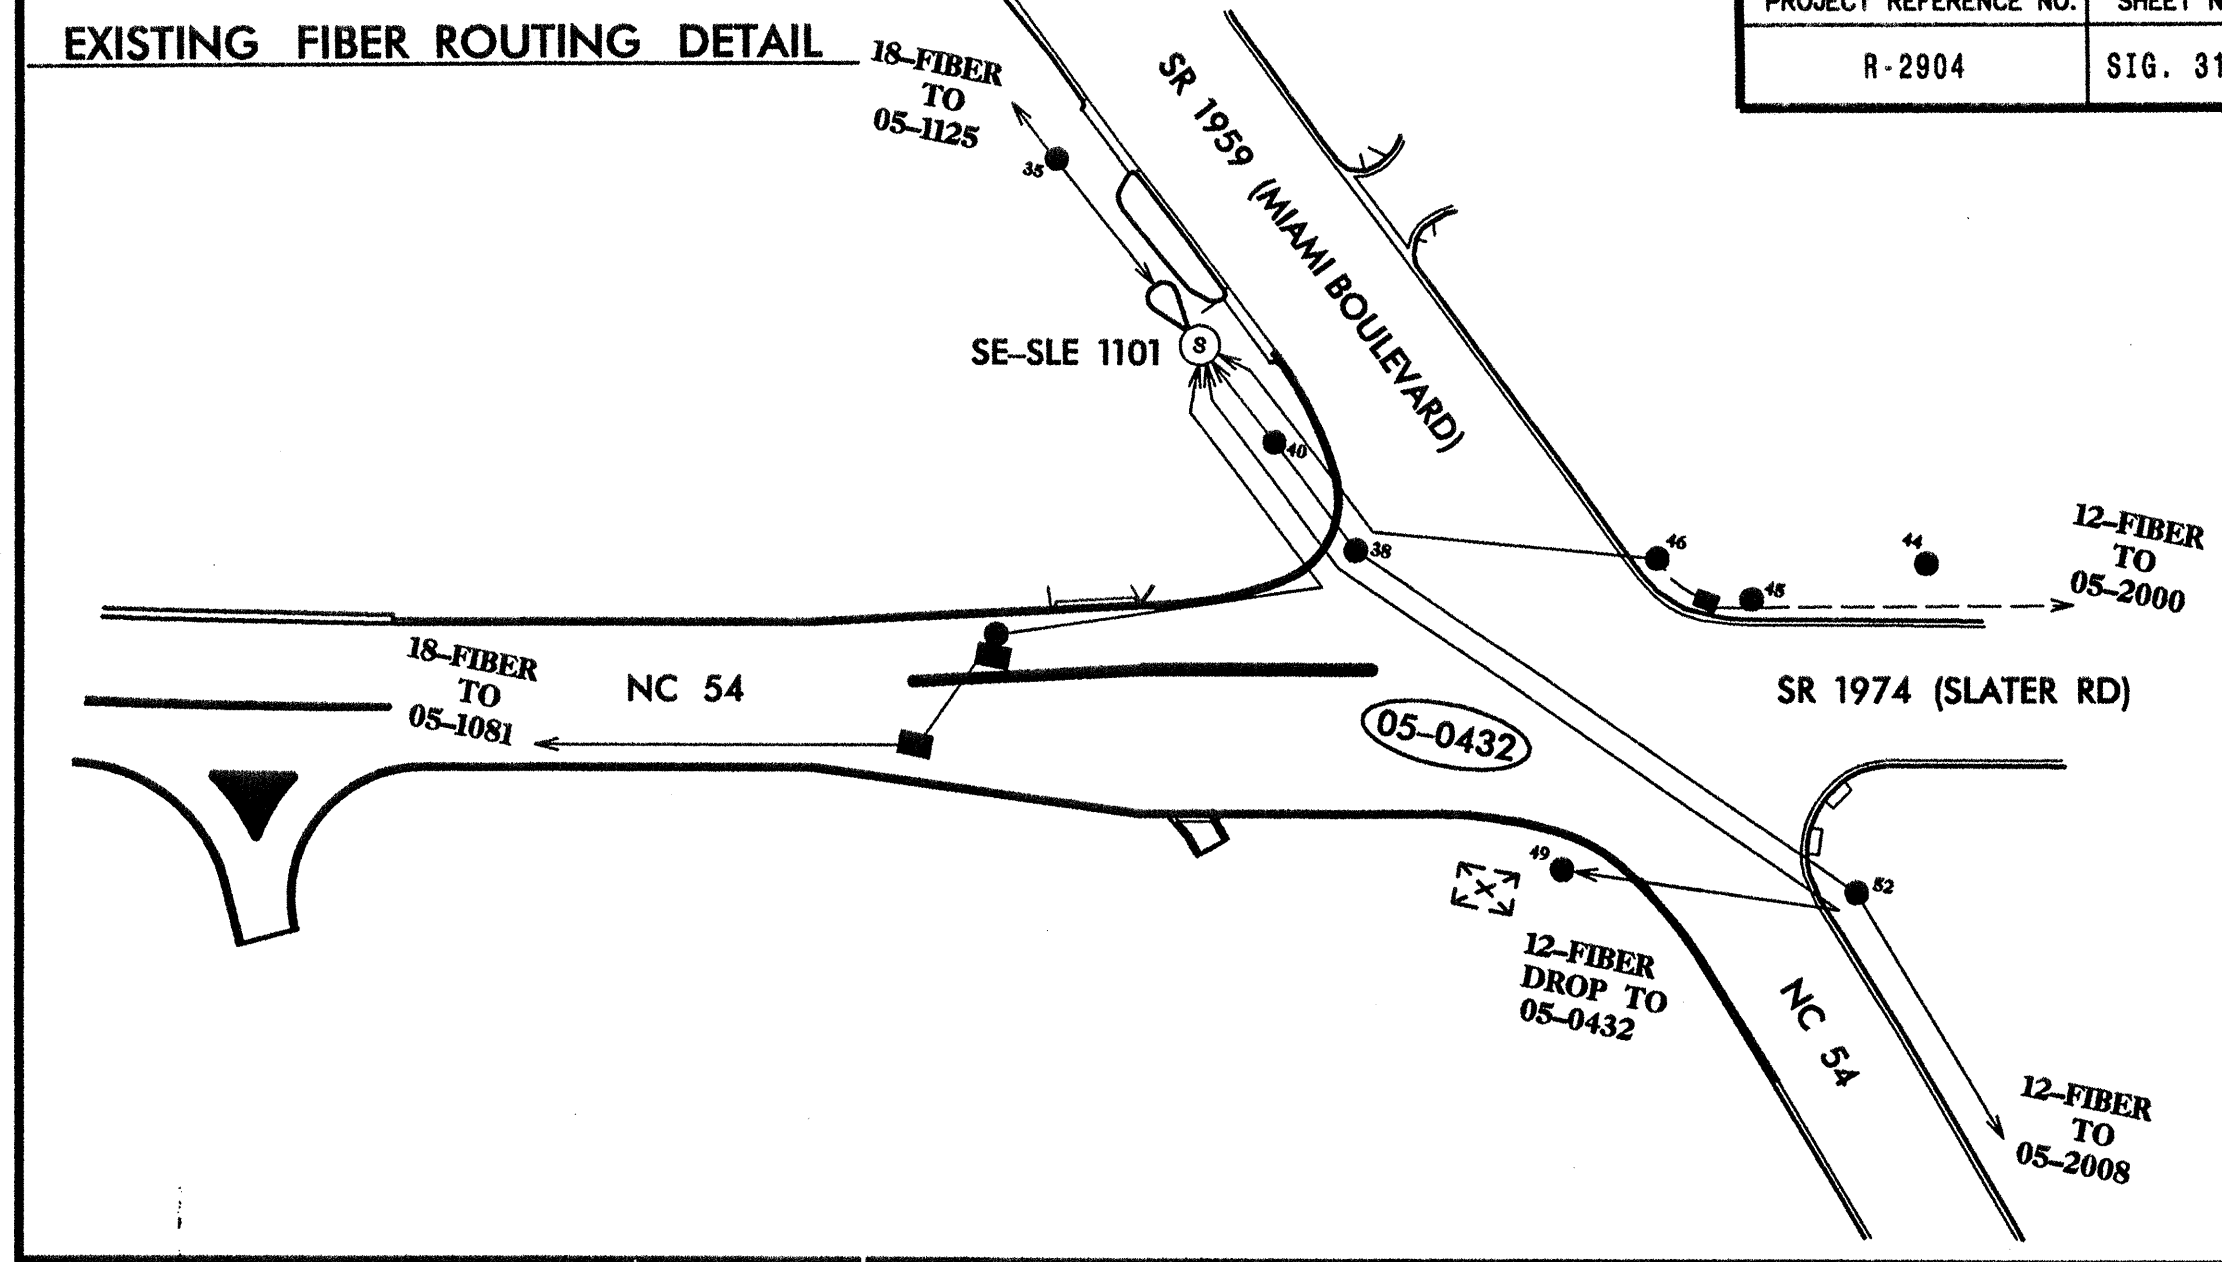 PROJECT REFERENCE NO.
R-2904
SIG. 31
EXISTING FIBER ROUTING DETAIL
18-FIBER
TO
05-1125
35
SR 1959 (MIAMI BOULEVARD)
SE-SLE 1101
S
40
38
46
45
44
12-FIBER
TO
05-2000
18-FIBER
TO
05-1081
NC 54
05-0432
SR 1974 (SLATER RD)
49
52
12-FIBER
DROP TO
05-0432
NC 54
12-FIBER
TO
05-2008